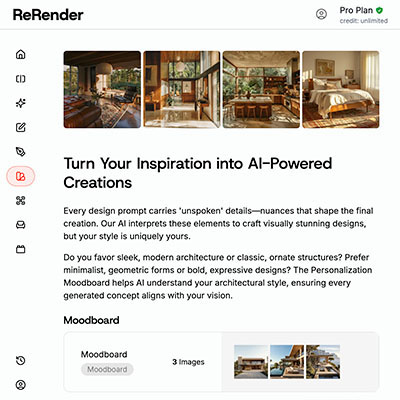 ReRender
Pro Plan
credit: unlimited
Turn Your Inspiration into AI-Powered
Creations
Every design prompt carries 'unspoken' details—nuances that shape the final
creation. Our AI interprets these elements to craft visually stunning designs,
but your style is uniquely yours.
Do you favor sleek, modern architecture or classic, ornate structures? Prefer
minimalist, geometric forms or bold, expressive designs? The Personalization
Moodboard helps AI understand your architectural style, ensuring every
generated concept aligns with your vision.
Moodboard
Moodboard
3 Images
Moodboard